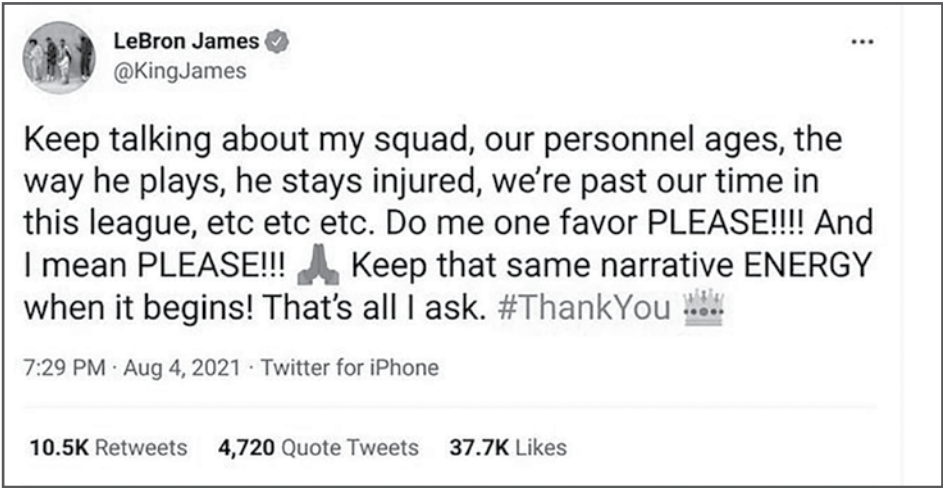 LeBron James
@KingJames
Keep talking about my squad, our personnel ages, the
way he plays, he stays injured, we're past our time in
this league, etc etc etc. Do me one favor PLEASE!!!! And
I mean PLEASE!!! 🙏 Keep that same narrative ENERGY
when it begins! That's all I ask. #ThankYou 👑
7:29 PM · Aug 4, 2021 · Twitter for iPhone
10.5K Retweets 4,720 Quote Tweets 37.7K Likes